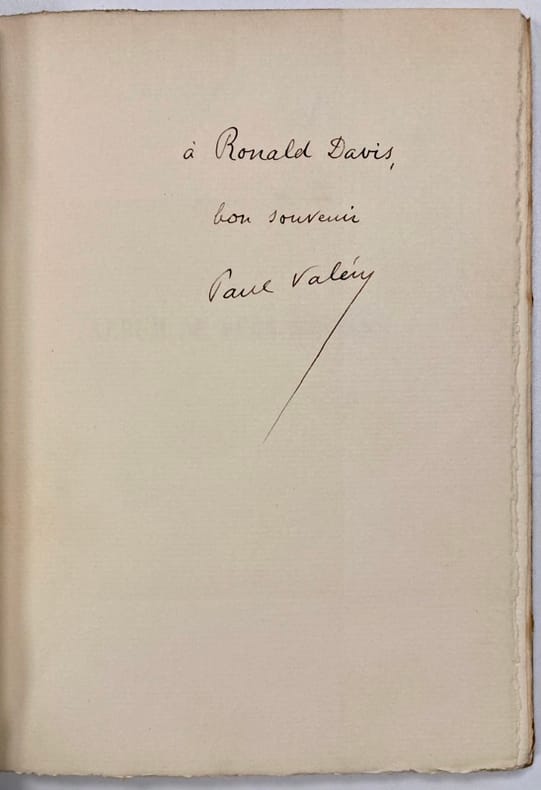 à Ronald Davis,
bon souvenir
Paul Valéry